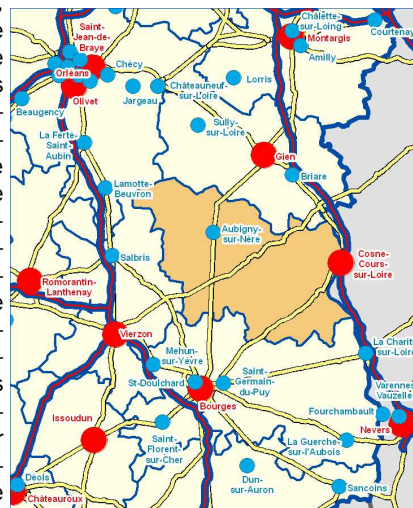 Saint-
Jean-de-
Braye
Châlette-
sur-Loing
Courtenay
Montargis
Amilly
Orléans
Chécy
Olivet
Jargeau
Châteauneuf-
sur-Loire
Lorris
Beaugency
Sully-
sur-Loire
La Ferté-
Saint-
Aubin
Gien
Briare
Lamotte-
Beuvron
Aubigny-
sur-Nère
Salbris
Cosne-
Cours-
sur-Loire
Romorantin-
Lanthenay
Vierzon
Mehun-
sur-Yèvre
La Charit
sur-Loire
St-Doulchard
Saint-
Germain-
du-Puy
Bourges
Varennes
Vauzelle
Fourchambault
Nevers
Issoudun
Saint-
Florent-
sur-Cher
La Guerche-
sur-l'Aubois
Dun-
sur-Auron
Sancoins
Déols
Châteauroux